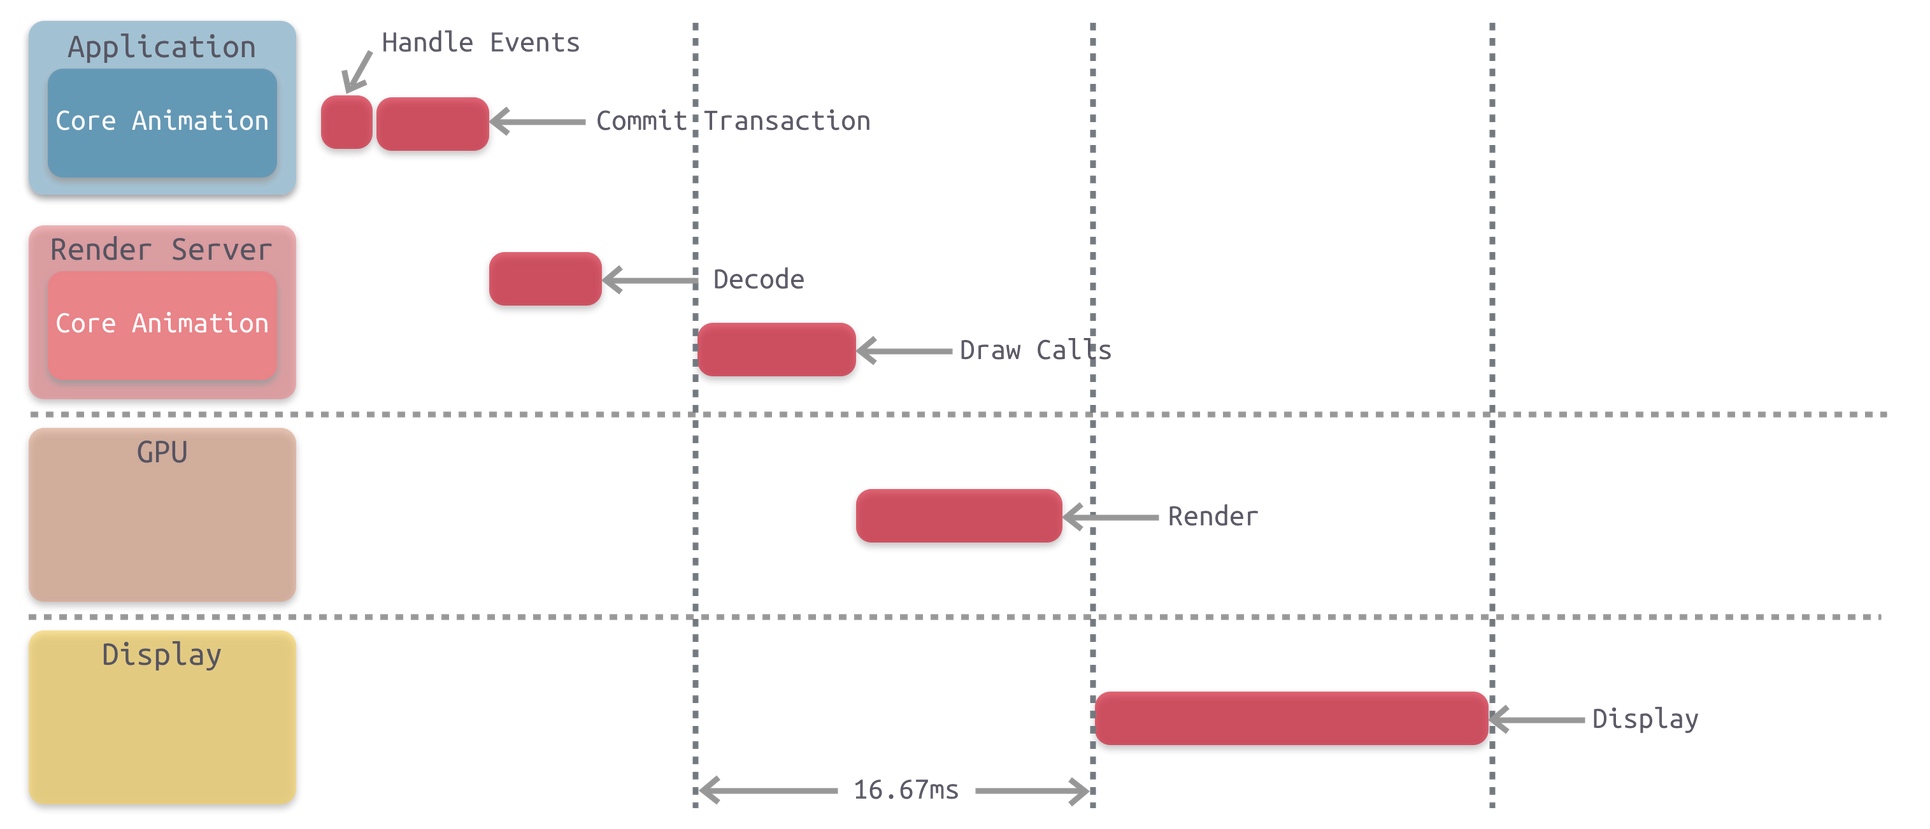 Application
Core Animation
Handle Events
Commit Transaction
Render Server
Core Animation
Decode
Draw Calls
GPU
Render
Display
Display
16.67ms